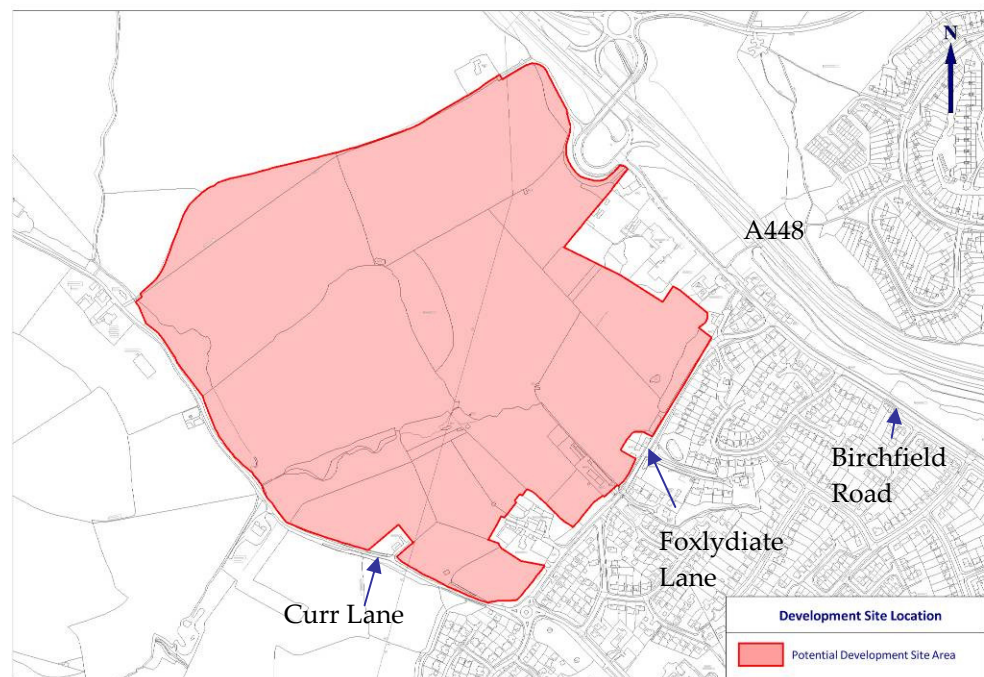 N
A448
Birchfield
Road
Foxlydiate
Lane
Curr Lane
Development Site Location
Potential Development Site Area